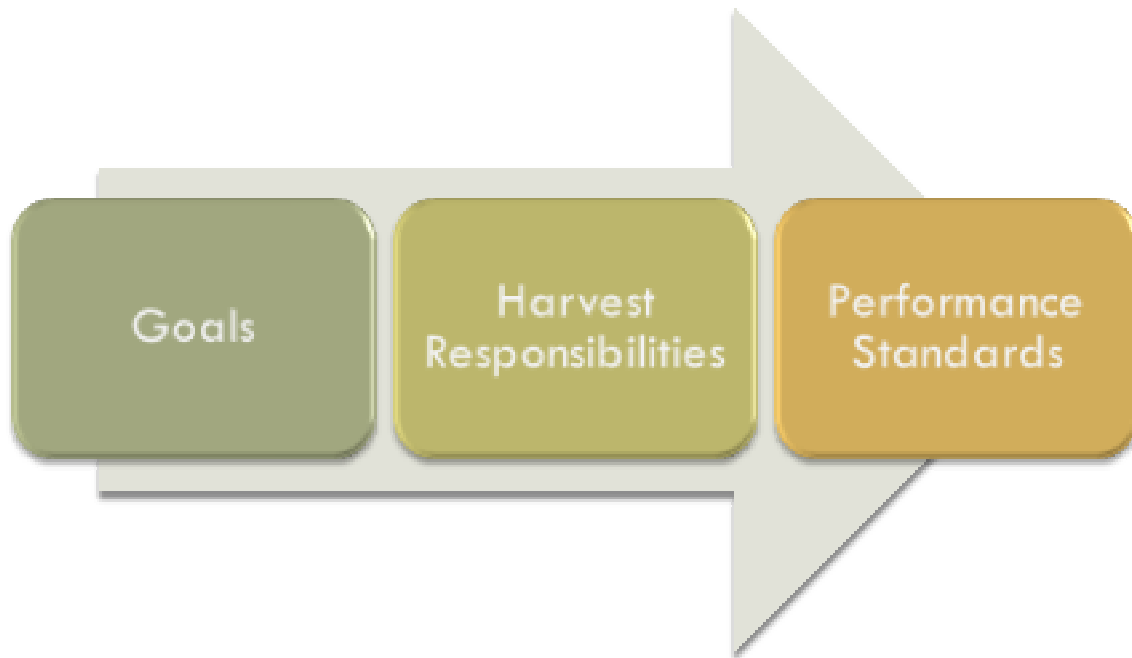 Goals
Harvest
Responsibilities
Performance
Standards